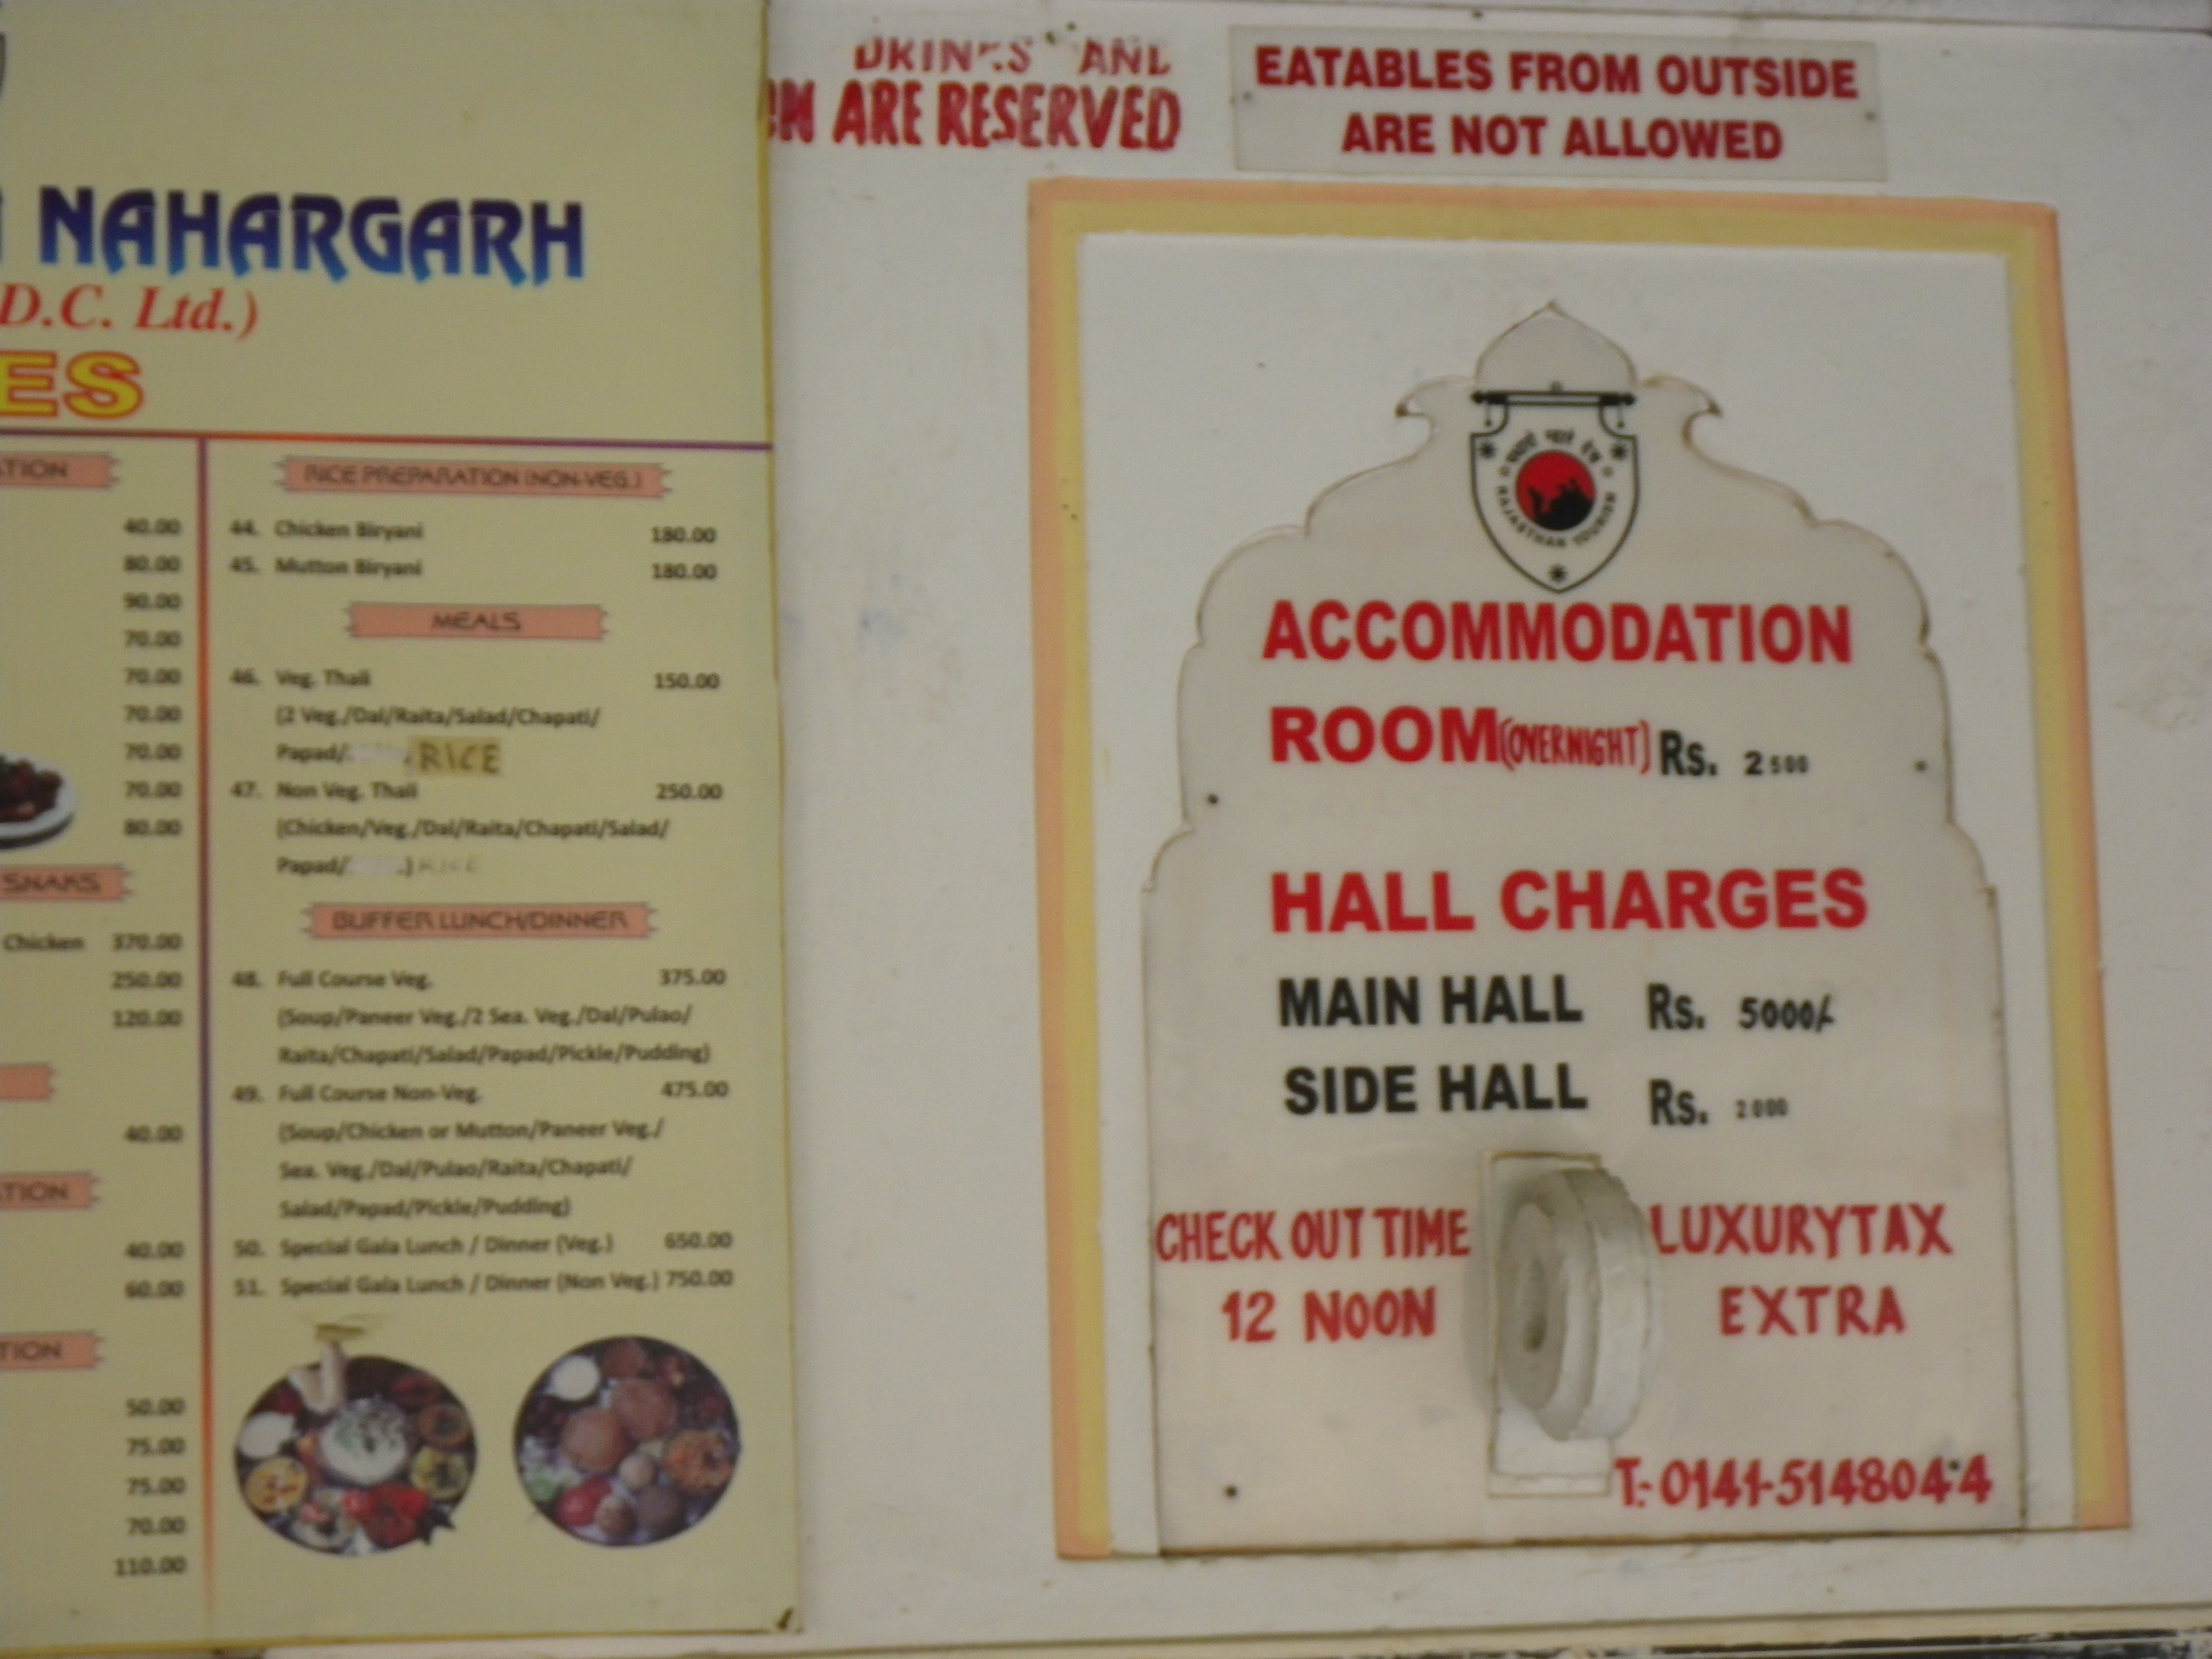 NAHARGARH
D.C. Ltd.)
ES
TION
40.00
80.00
90.00
70.00
70.00
70.00
70.00
70.00
80.00
SNAKS
Chicken 370.00
250.00
120.00
40.00
TION
40.00
60.00
TION
50.00
75.00
75.00
70.00
110.00
RICE PREPARATION (NON-VEG.)
44. Chicken Biryani 180.00
45. Mutton Biryani 180.00
MEALS
46. Veg. Thali 150.00
(2 Veg./Dal/Raita/Salad/Chapati/
Papad/ RICE
47. Non Veg. Thali 250.00
(Chicken/Veg./Dal/Raita/Chapati/Salad/
Papad/ .) RICE
BUFFER LUNCH/DINNER
48. Full Course Veg. 375.00
(Soup/Paneer Veg./2 Sea. Veg./Dal/Pulao/
Raita/Chapati/Salad/Papad/Pickle/Pudding)
49. Full Course Non-Veg. 475.00
(Soup/Chicken or Mutton/Paneer Veg./
Sea. Veg./Dal/Pulao/Raita/Chapati/
Salad/Papad/Pickle/Pudding)
50. Special Gala Lunch / Dinner (Veg.) 650.00
51. Special Gala Lunch / Dinner (Non Veg.) 750.00
DRINKS AND
ON ARE RESERVED
EATABLES FROM OUTSIDE
ARE NOT ALLOWED
पधारो म्हारे देस
RAJASTHAN TOURISM
ACCOMMODATION
ROOM (OVERNIGHT) Rs. 2500
HALL CHARGES
MAIN HALL Rs. 5000/-
SIDE HALL Rs. 2000
CHECK OUT TIME
12 NOON
LUXURYTAX
EXTRA
T:- 0141-5148044